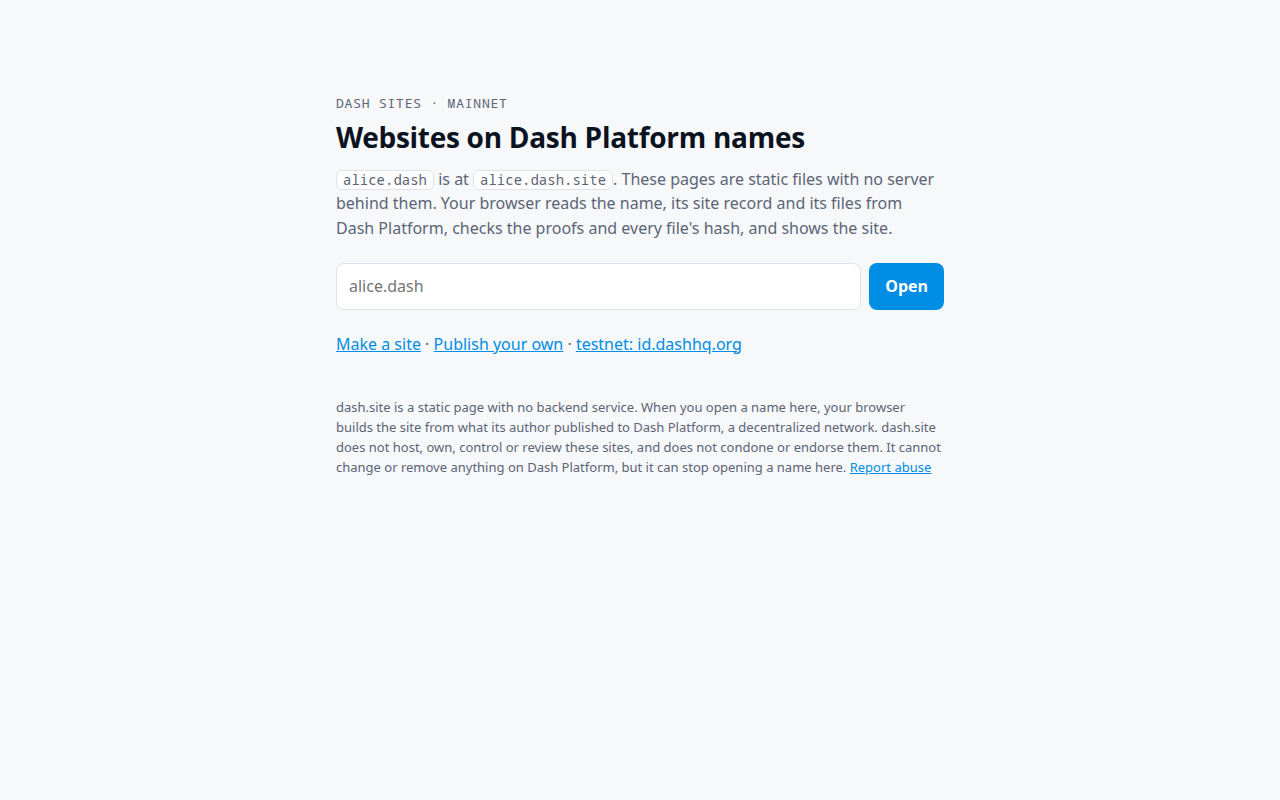 DASH SITES · MAINNET
Websites on Dash Platform names
alice.dash is at alice.dash.site. These pages are static files with no server
behind them. Your browser reads the name, its site record and its files from
Dash Platform, checks the proofs and every file's hash, and shows the site.
alice.dash
Open
Make a site · Publish your own · testnet: id.dashhq.org
dash.site is a static page with no backend service. When you open a name here, your browser
builds the site from what its author published to Dash Platform, a decentralized network. dash.site
does not host, own, control or review these sites, and does not condone or endorse them. It cannot
change or remove anything on Dash Platform, but it can stop opening a name here. Report abuse